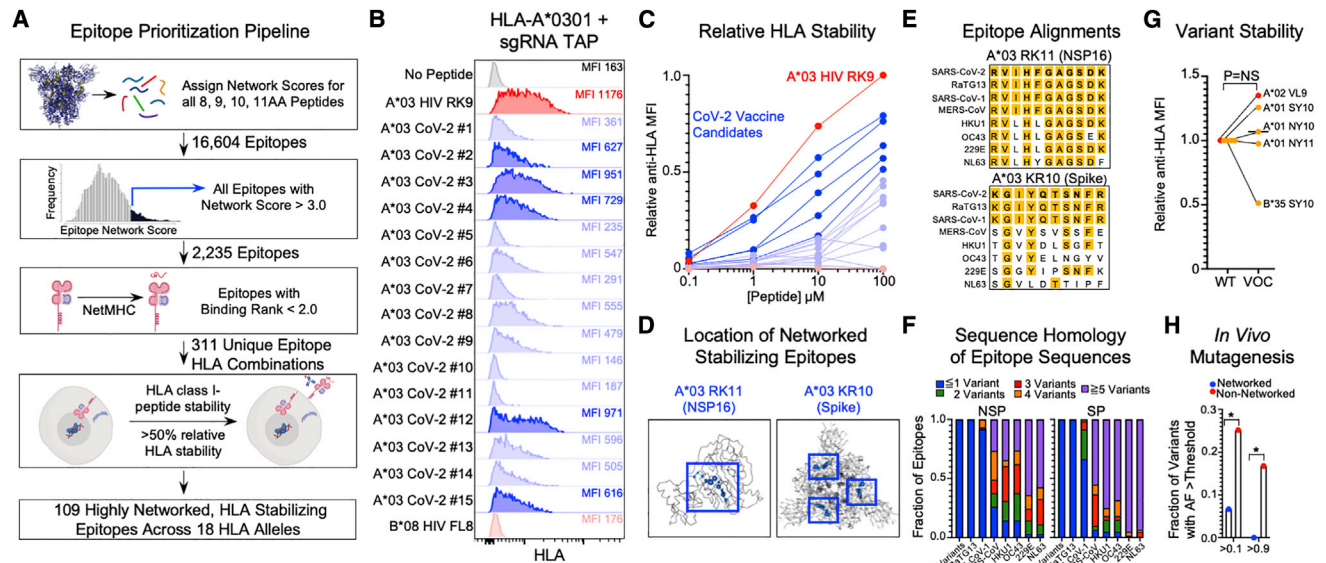 A
Epitope Prioritization Pipeline
Assign Network Scores for
all 8, 9, 10, 11AA Peptides
16,604 Epitopes
Frequency
Epitope Network Score
All Epitopes with
Network Score > 3.0
2,235 Epitopes
NetMHC
Epitopes with
Binding Rank < 2.0
311 Unique Epitope
HLA Combinations
HLA class I-
peptide stability
>50% relative
HLA stability
109 Highly Networked, HLA Stabilizing
Epitopes Across 18 HLA Alleles
B
HLA-A*0301 +
sgRNA TAP
No Peptide MFI 163
A*03 HIV RK9 MFI 1176
A*03 CoV-2 #1 MFI 361
A*03 CoV-2 #2 MFI 627
A*03 CoV-2 #3 MFI 951
A*03 CoV-2 #4 MFI 729
A*03 CoV-2 #5 MFI 235
A*03 CoV-2 #6 MFI 547
A*03 CoV-2 #7 MFI 291
A*03 CoV-2 #8 MFI 555
A*03 CoV-2 #9 MFI 479
A*03 CoV-2 #10 MFI 146
A*03 CoV-2 #11 MFI 187
A*03 CoV-2 #12 MFI 971
A*03 CoV-2 #13 MFI 596
A*03 CoV-2 #14 MFI 505
A*03 CoV-2 #15 MFI 616
B*08 HIV FL8 MFI 176
HLA
C
Relative HLA Stability
Relative anti-HLA MFI
1.0
0.5
0
A*03 HIV RK9
CoV-2 Vaccine
Candidates
0.1 1 10 100
[Peptide] µM
D
Location of Networked
Stabilizing Epitopes
A*03 RK11
(NSP16)
A*03 KR10
(Spike)
E
Epitope Alignments
A*03 RK11 (NSP16)
SARS-CoV-2 R V I H F G A G S D K
RaTG13 R V I H F G A G S D K
SARS-CoV-1 R V I H F G A G S D K
MERS-CoV R V I H F G A G S D K
HKU1 R V L H L G A G S D K
OC43 R V L H L G A G S E K
229E R V L H L G A G S D K
NL63 R V L H Y G A G S D F
A*03 KR10 (Spike)
SARS-CoV-2 K G I Y Q T S N F R
RaTG13 K G I Y Q T S N F R
SARS-CoV-1 K G I Y Q T S N F R
MERS-CoV S G V Y S V S S F E
HKU1 T G V Y D L S G F T
OC43 T G V Y E L N G Y V
229E S G G Y I P S N F K
NL63 S G V L D T T I P F
F
Sequence Homology
of Epitope Sequences
≤1 Variant
2 Variants
3 Variants
4 Variants
≥5 Variants
NSP SP
Fraction of Epitopes
1.0
0.5
0.0
HKU1
OC43
229E
NL63
HKU1
OC43
229E
NL63
G
Variant Stability
P=NS
Relative anti-HLA MFI
1.5
1.0
0.5
0
A*02 VL9
A*01 SY10
A*01 NY10
A*01 NY11
B*35 SY10
WT VOC
H
In Vivo
Mutagenesis
Networked
Non-Networked
Fraction of Variants
with AF >Threshold
0.3
0.2
0.1
0.0
* *
>0.1 >0.9